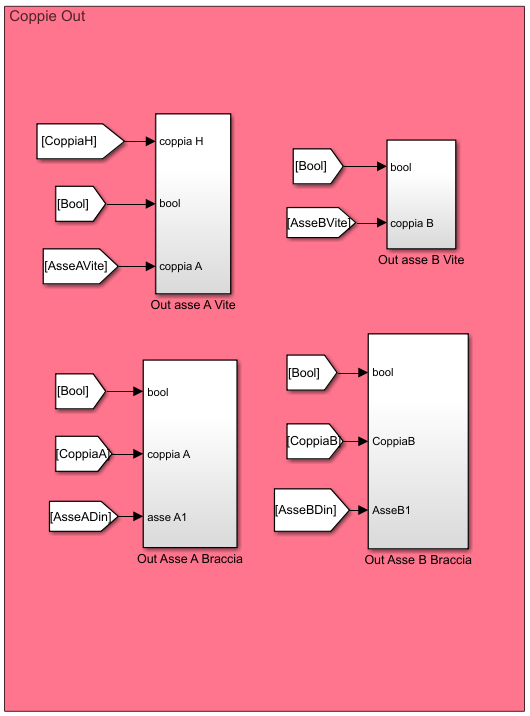 Coppie Out
[CoppiaH]
coppia H
[Bool]
bool
[AsseAVite]
coppia A
Out asse A Vite
[Bool]
bool
[AsseBVite]
coppia B
Out asse B Vite
[Bool]
bool
[CoppiaA]
coppia A
[AsseADin]
asse A1
Out Asse A Braccia
[Bool]
bool
[CoppiaB]
CoppiaB
[AsseBDin]
AsseB1
Out Asse B Braccia